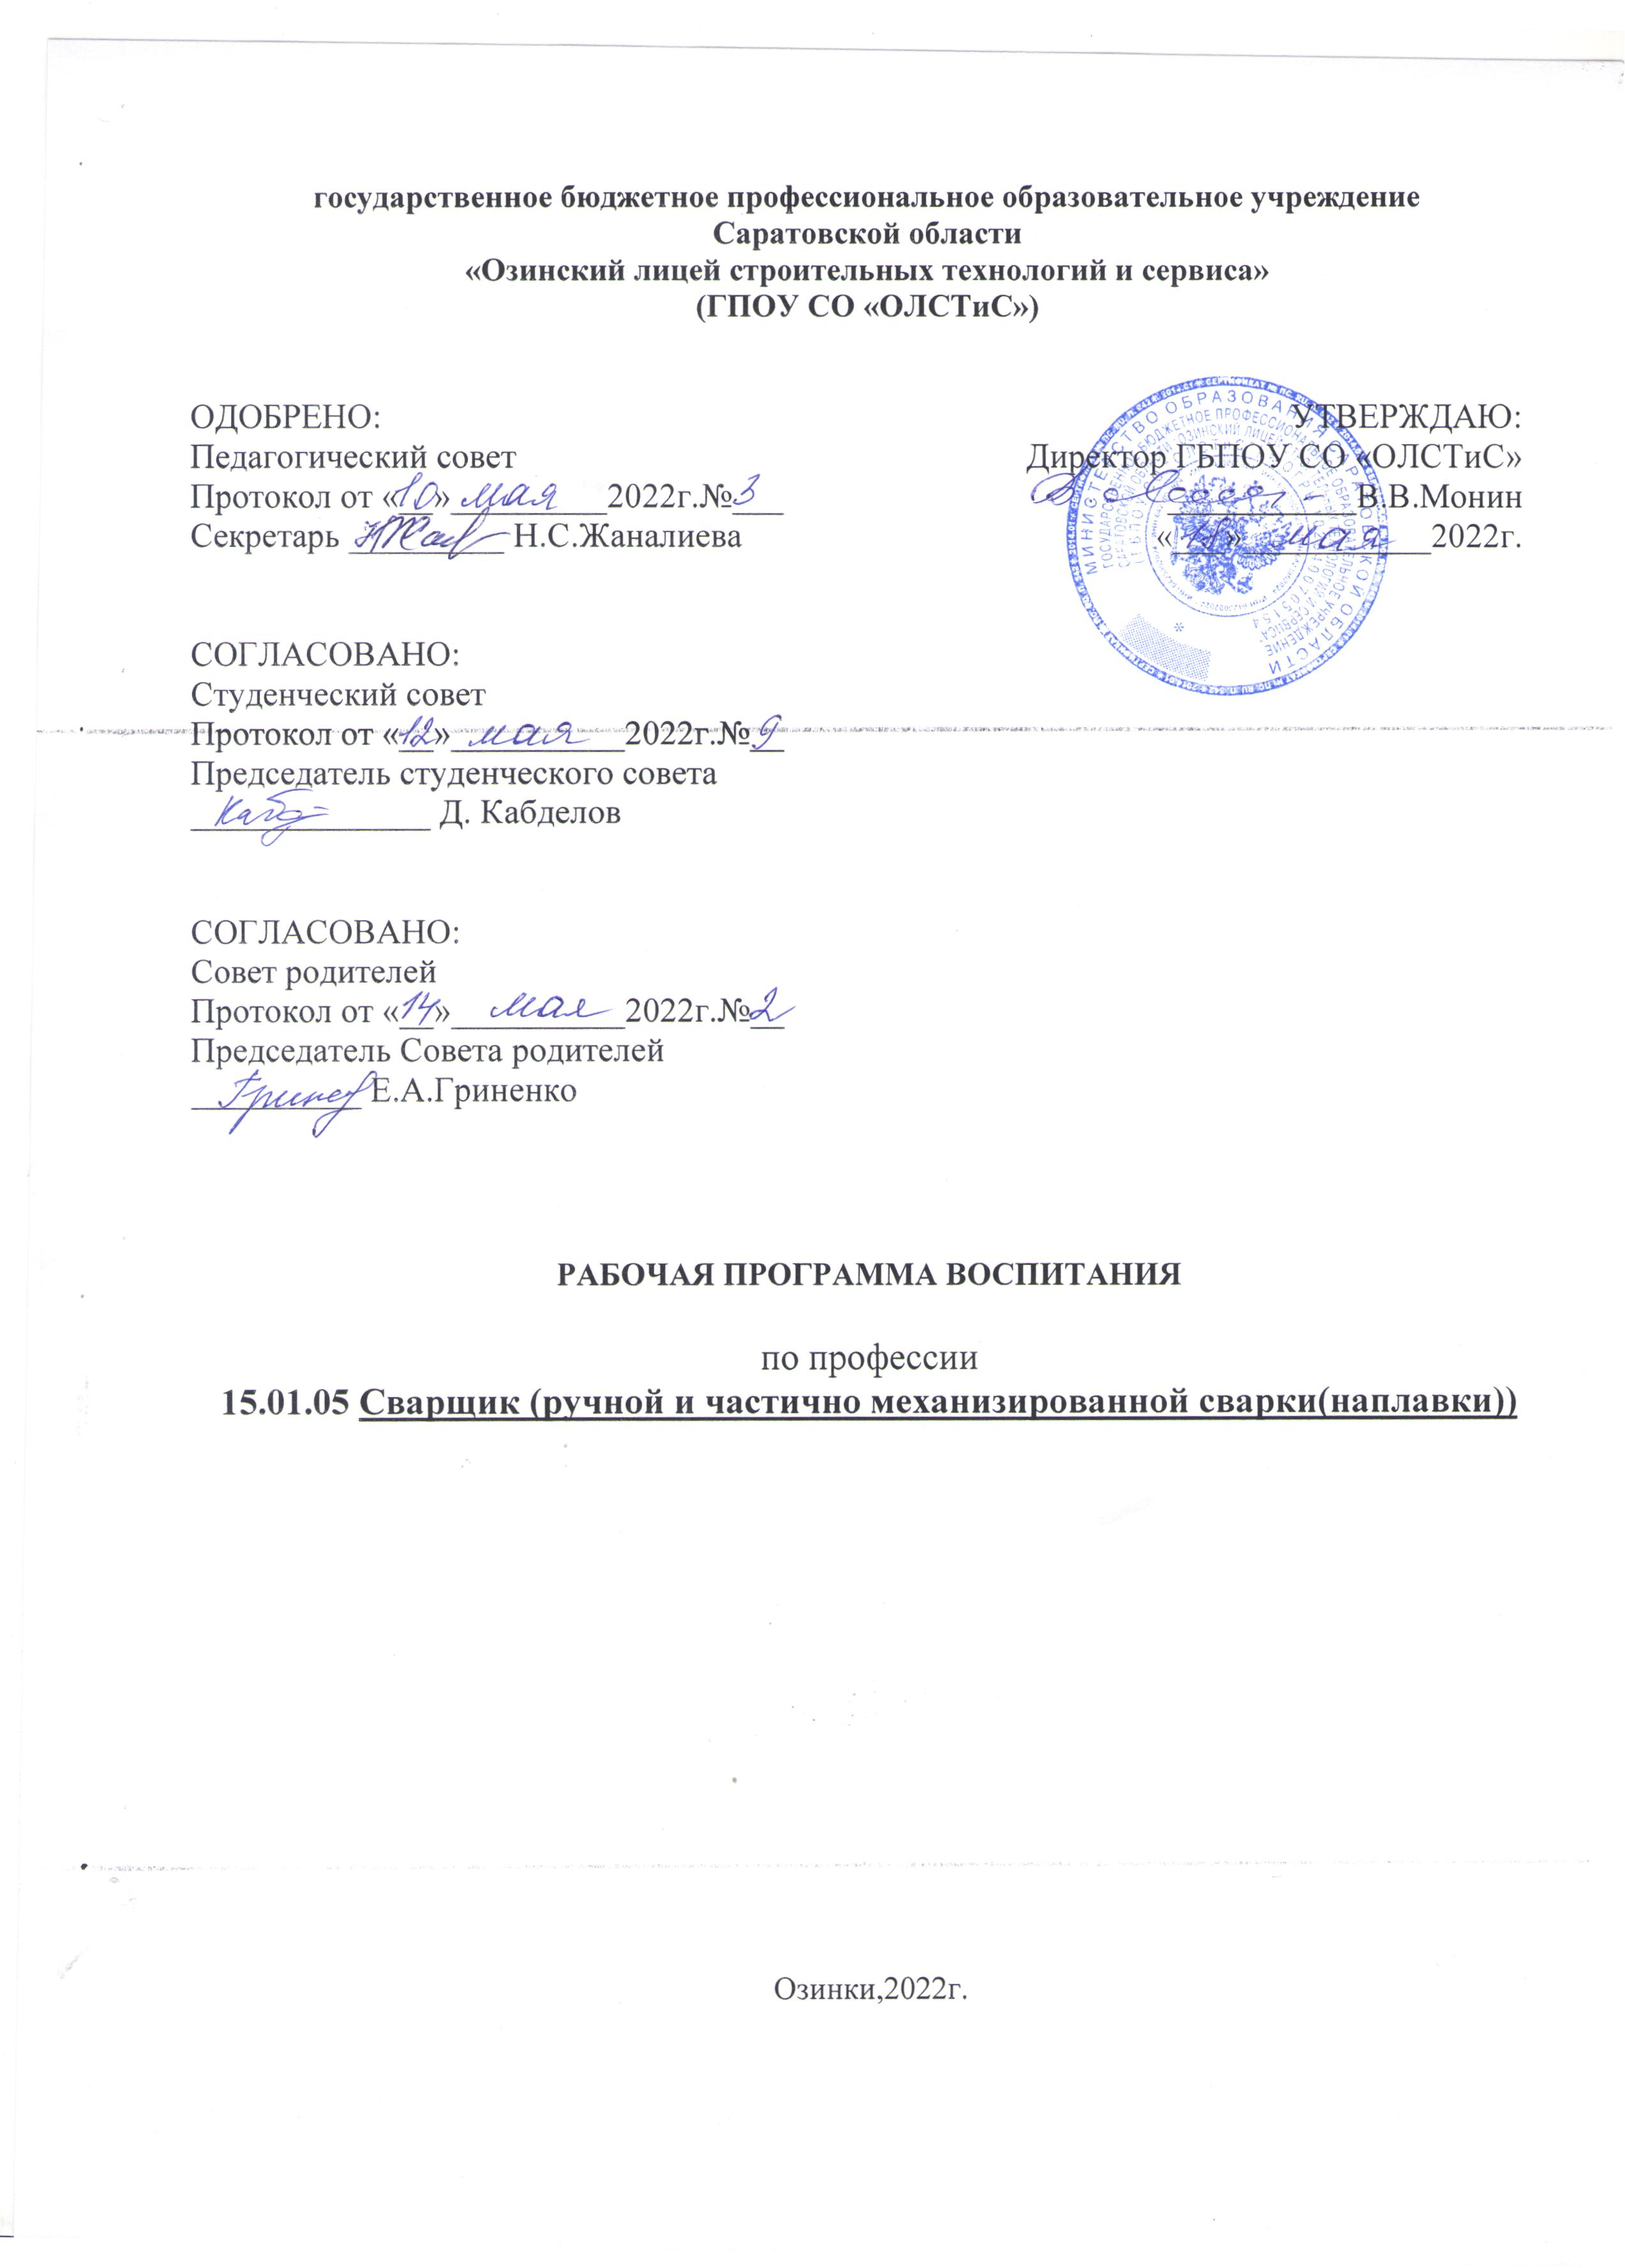 государственное бюджетное профессиональное образовательное учреждение
Саратовской области
«Озинский лицей строительных технологий и сервиса»
(ГПОУ СО «ОЛСТиС»)
ОДОБРЕНО:
Педагогический совет
Протокол от «10» мая 2022г.№3
Секретарь Н.С.Жаналиева
УТВЕРЖДАЮ:
Директор ГБПОУ СО «ОЛСТиС»
В.В.Монин
« » мая 2022г.
МИНИСТЕРСТВО ОБРАЗОВАНИЯ САРАТОВСКОЙ ОБЛАСТИ
СОГЛАСОВАНО:
Студенческий совет
Протокол от «12» мая 2022г.№9
Председатель студенческого совета
Д. Кабделов
СОГЛАСОВАНО:
Совет родителей
Протокол от «14» мая 2022г.№2
Председатель Совета родителей
Е.А.Гриненко
РАБОЧАЯ ПРОГРАММА ВОСПИТАНИЯ
по профессии
15.01.05 Сварщик (ручной и частично механизированной сварки(наплавки))
Озинки,2022г.